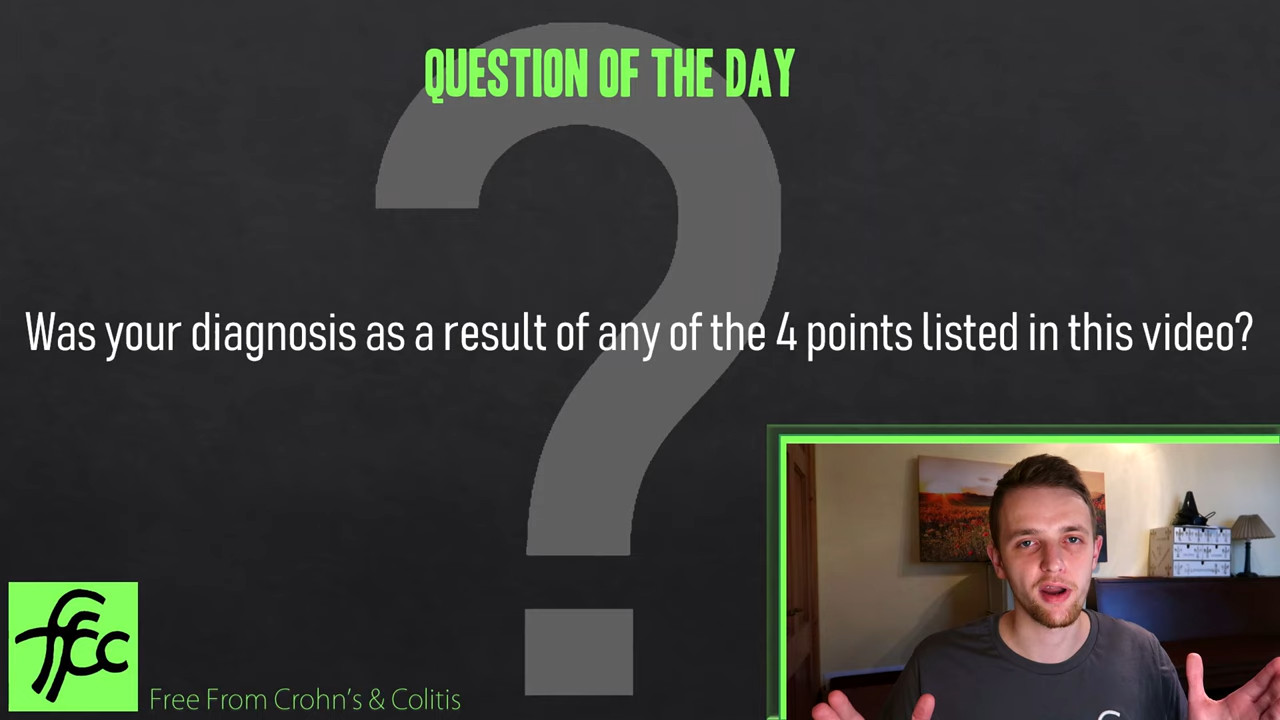 QUESTION OF THE DAY
Was your diagnosis as a result of any of the 4 points listed in this video?
ffcc
Free From Crohn's & Colitis